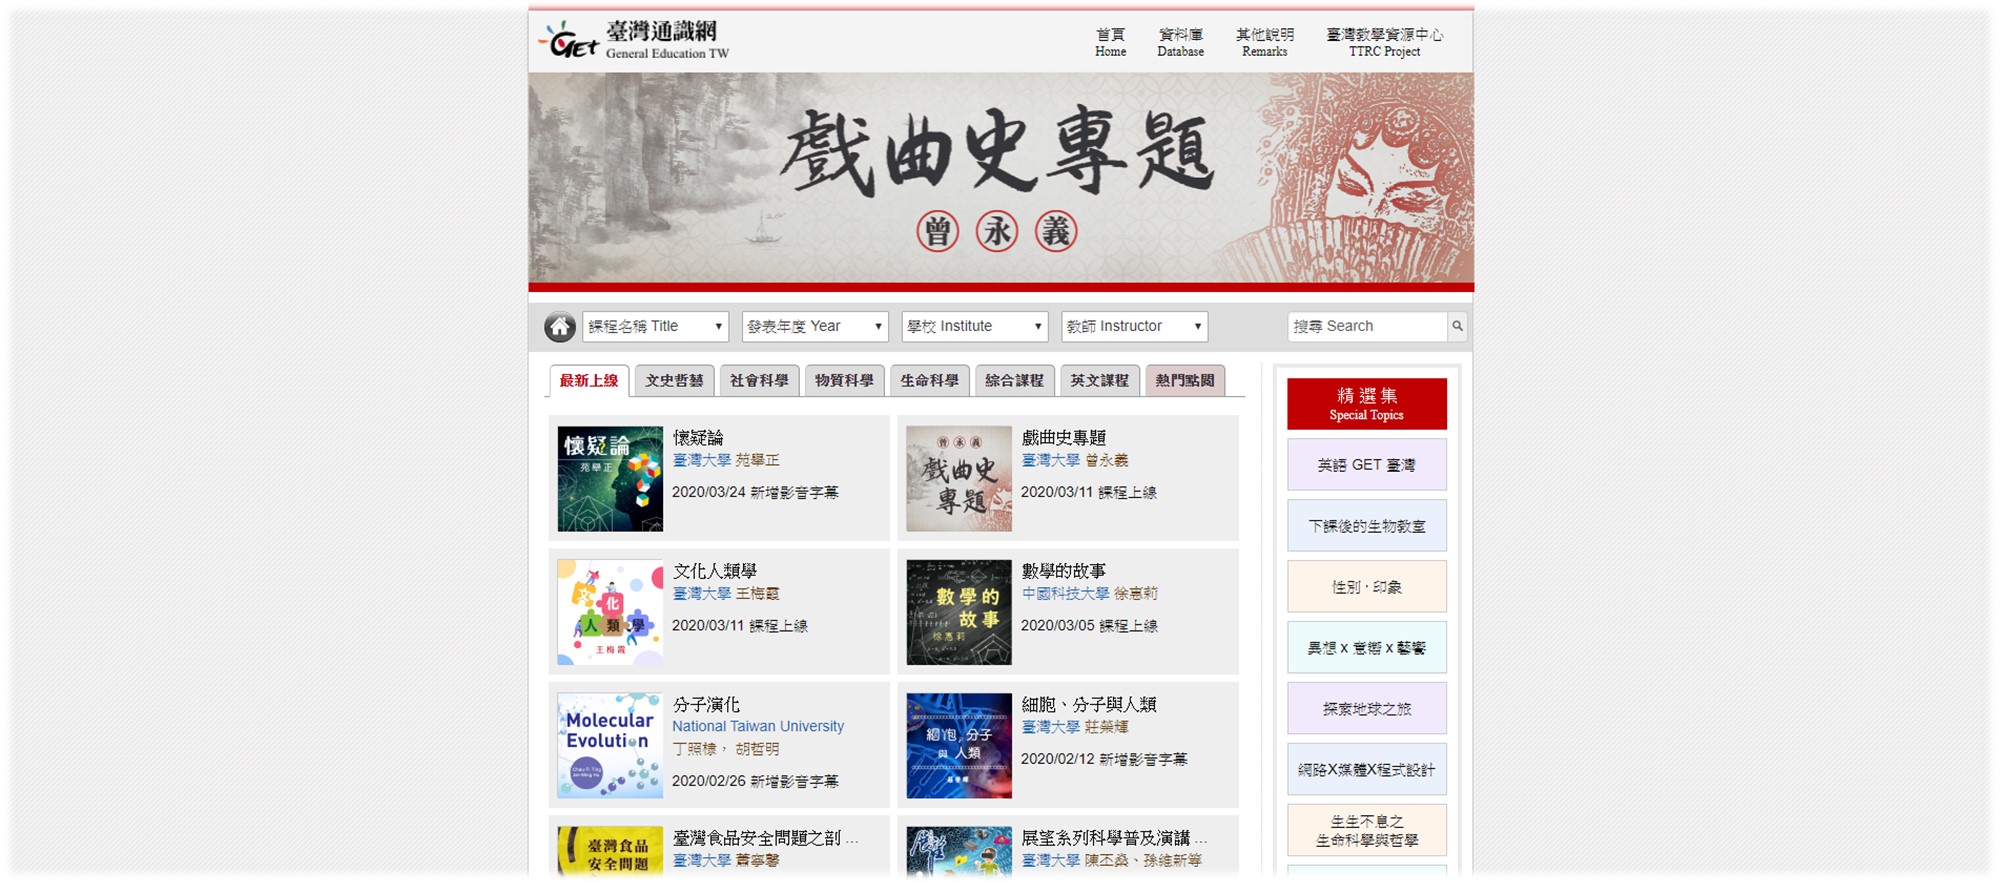 GET 臺灣通識網
General Education TW
首頁
Home
資料庫
Database
其他說明
Remarks
臺灣教學資源中心
TTRC Project
戲曲史專題
曾永義
課程名稱 Title
發表年度 Year
學校 Institute
教師 Instructor
搜尋 Search
最新上線
文史哲藝
社會科學
物質科學
生命科學
綜合課程
英文課程
熱門點閱
懷疑論
苑舉正
懷疑論
臺灣大學 苑舉正
2020/03/24 新增影音字幕
曾永義
戲曲史
專題
戲曲史專題
臺灣大學 曾永義
2020/03/11 課程上線
文化
人類學
王梅霞
文化人類學
臺灣大學 王梅霞
2020/03/11 課程上線
數學的
故事
徐惠莉
數學的故事
中國科技大學 徐惠莉
2020/03/05 課程上線
Molecular
Evolution
分子演化
National Taiwan University
丁照棣， 胡哲明
2020/02/26 新增影音字幕
細胞, 分子
與 人類
莊榮輝
細胞、分子與人類
臺灣大學 莊榮輝
2020/02/12 新增影音字幕
臺灣食品
安全問題
臺灣食品安全問題之剖 ...
臺灣大學 蕭寧馨
展望系列科學普及演講 ...
臺灣大學 陳丕燊、孫維新等
精選集
Special Topics
英語 GET 臺灣
下課後的生物教室
性別 · 印象
異想 x 意嚮 x 藝饗
探索地球之旅
網路X媒體X程式設計
生生不息之
生命科學與哲學